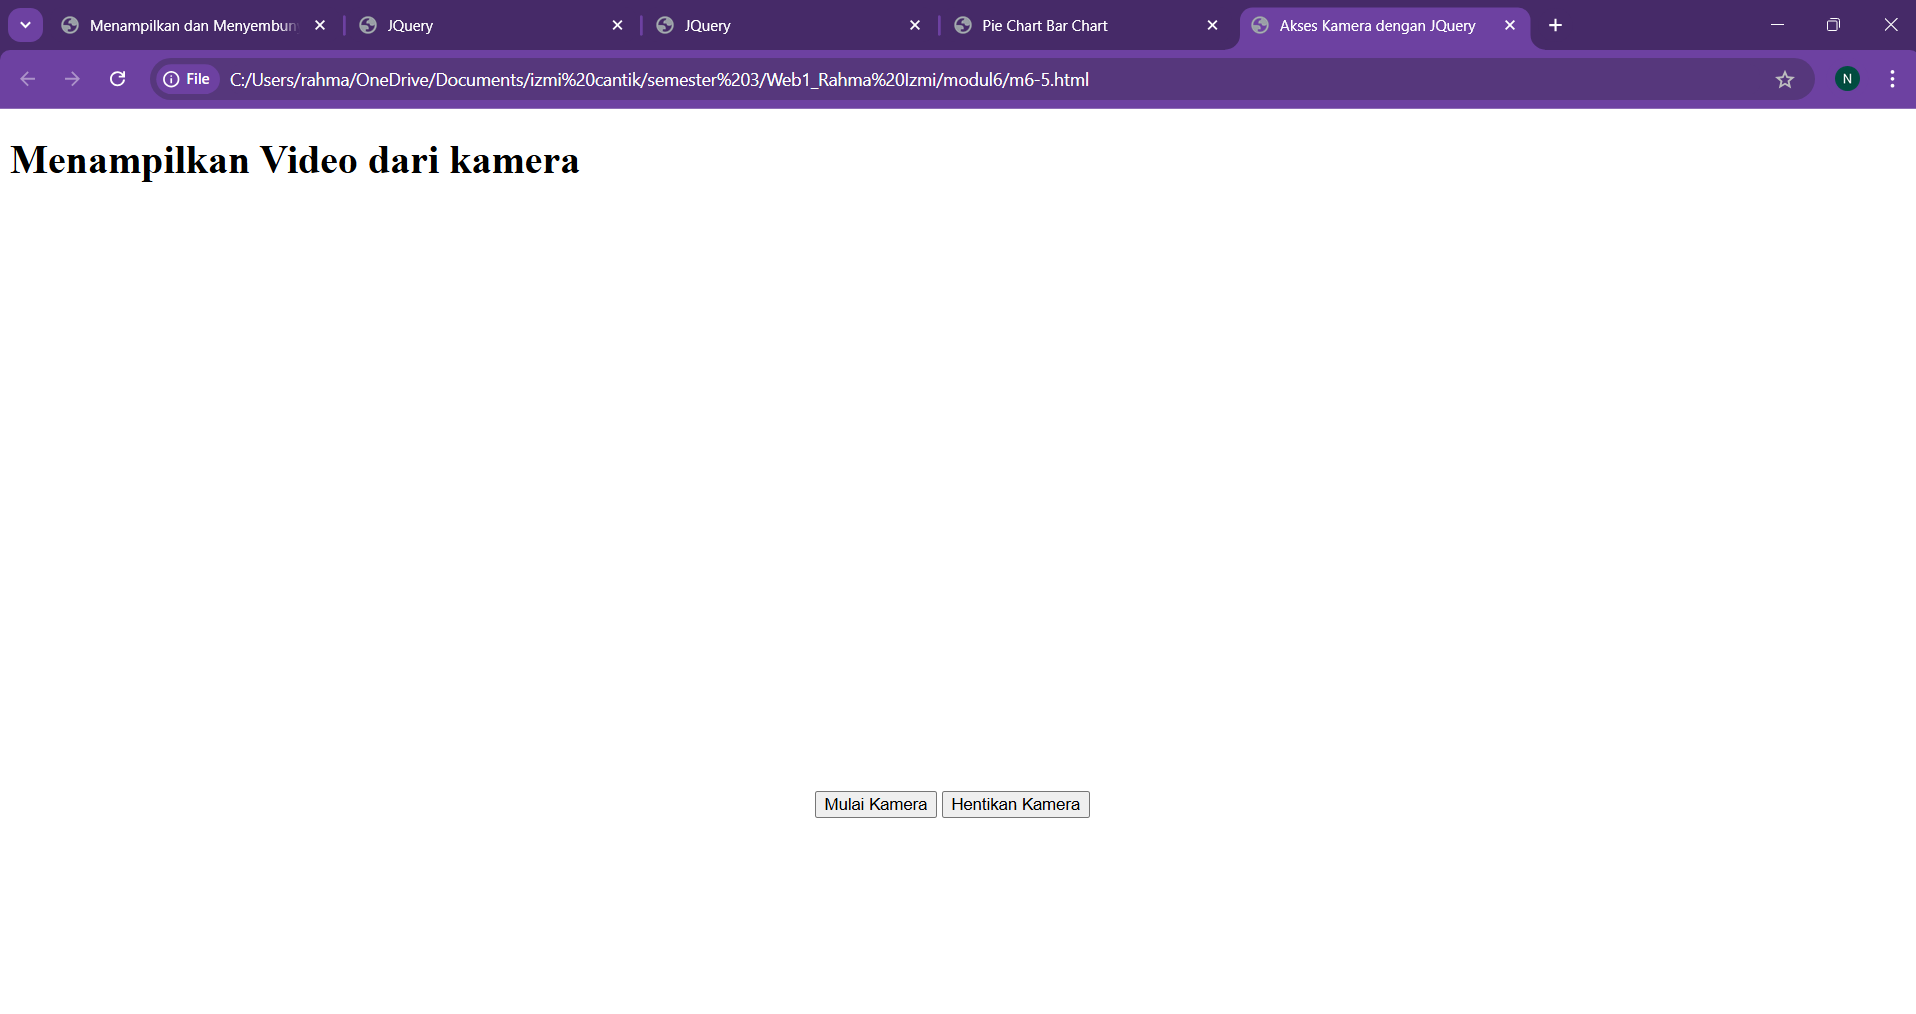 Menampilkan dan Menyembun
JQuery
JQuery
Pie Chart Bar Chart
Akses Kamera dengan JQuery
File
C:/Users/rahma/OneDrive/Documents/izmi%20cantik/semester%203/Web1_Rahma%20Izmi/modul6/m6-5.html
N
Menampilkan Video dari kamera
Mulai Kamera
Hentikan Kamera